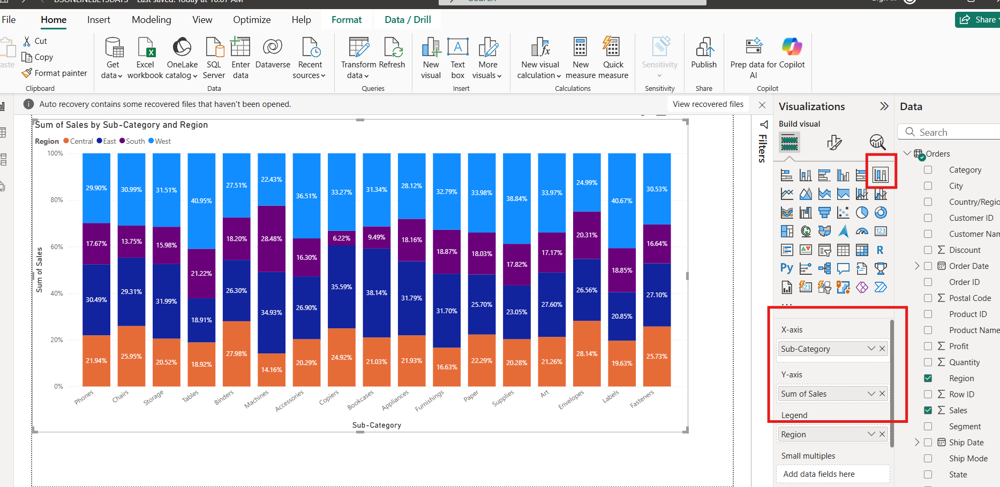 DSONLINEBET5DAYS
Last saved: Today at 10:07 AM
Search
Sign in
File Home Insert Modeling View Optimize Help Format Data / Drill
Share
Cut
Copy
Format painter
Clipboard
Get data
Excel workbook
OneLake catalog
SQL Server
Enter data
Dataverse
Recent sources
Data
Transform data
Refresh
Queries
New visual
Text box
More visuals
Insert
New visual calculation
New measure
Quick measure
Calculations
Sensitivity
Sensitivity
Publish
Share
Prep data for AI
Copilot
Copilot
Auto recovery contains some recovered files that haven't been opened.
View recovered files
Sum of Sales by Sub-Category and Region
Region Central East South West
100%
80%
60%
40%
20%
0%
Sum of Sales
29.90% 30.99% 31.51% 40.95% 27.51% 22.43% 36.51% 33.27% 31.34% 28.12% 32.79% 33.98% 38.84% 33.97% 24.99% 40.67% 30.53%
17.67% 13.75% 15.98% 21.22% 18.20% 28.48% 16.30% 6.22% 9.49% 18.16% 18.87% 18.03% 17.82% 17.17% 20.31% 18.85% 16.64%
30.49% 29.31% 31.99% 18.91% 26.30% 34.93% 26.90% 35.59% 38.14% 31.79% 31.70% 25.70% 23.05% 27.60% 26.56% 20.85% 27.10%
21.94% 25.95% 20.52% 18.92% 27.98% 14.16% 20.29% 24.92% 21.03% 21.93% 16.63% 22.29% 20.28% 21.26% 28.14% 19.63% 25.73%
Phones Chairs Storage Tables Binders Machines Accessories Copiers Bookcases Appliances Furnishings Paper Supplies Art Envelopes Labels Fasteners
Sub-Category
Filters
Visualizations
Build visual
123
R
Py
123
...
X-axis
Sub-Category
Y-axis
Sum of Sales
Legend
Region
Small multiples
Add data fields here
Data
Search
Orders
Category
City
Country/Regio
Customer ID
Customer Nam
Discount
Order Date
Order ID
Postal Code
Product ID
Product Name
Profit
Quantity
Region
Row ID
Sales
Segment
Ship Date
Ship Mode
State